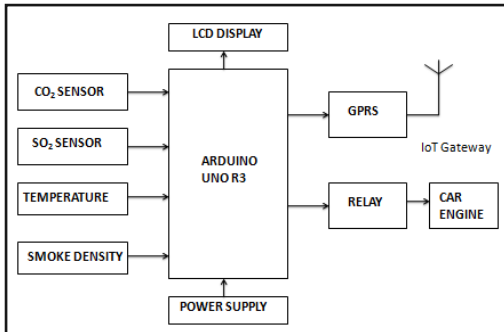 LCD DISPLAY
CO₂ SENSOR
SO₂ SENSOR
TEMPERATURE
SMOKE DENSITY
ARDUINO
UNO R3
POWER SUPPLY
GPRS
IoT Gateway
RELAY
CAR
ENGINE